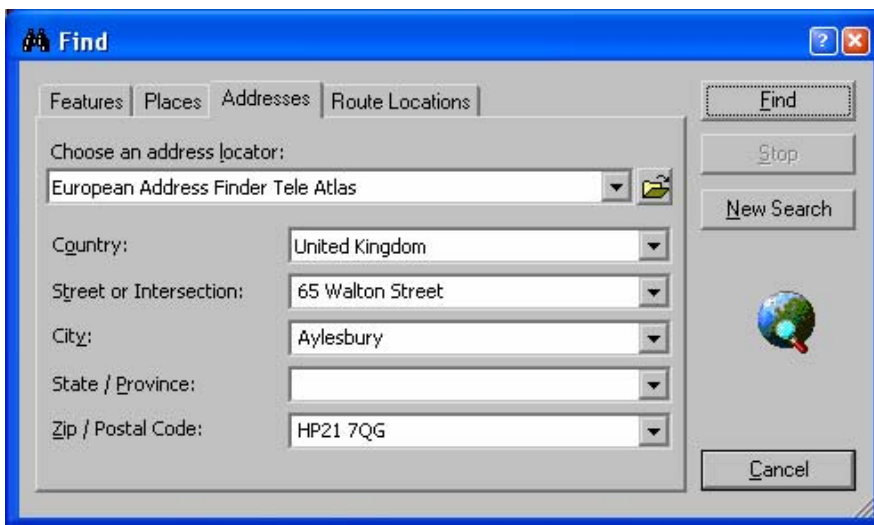 Find
Features Places Addresses Route Locations
Find
Choose an address locator:
Stop
European Address Finder Tele Atlas
New Search
Country: United Kingdom
Street or Intersection: 65 Walton Street
City: Aylesbury
State / Province:
Zip / Postal Code: HP21 7QG
Cancel